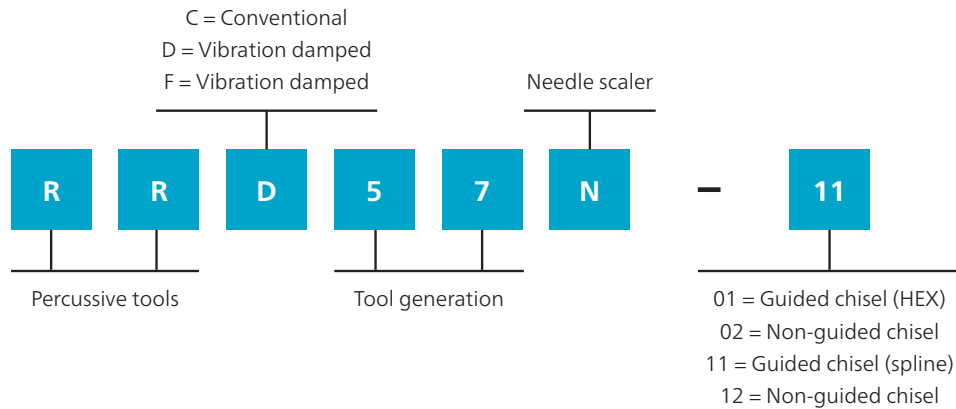 C = Conventional
D = Vibration damped
F = Vibration damped
Needle scaler
R R D 5 7 N – 11
Percussive tools
Tool generation
01 = Guided chisel (HEX)
02 = Non-guided chisel
11 = Guided chisel (spline)
12 = Non-guided chisel